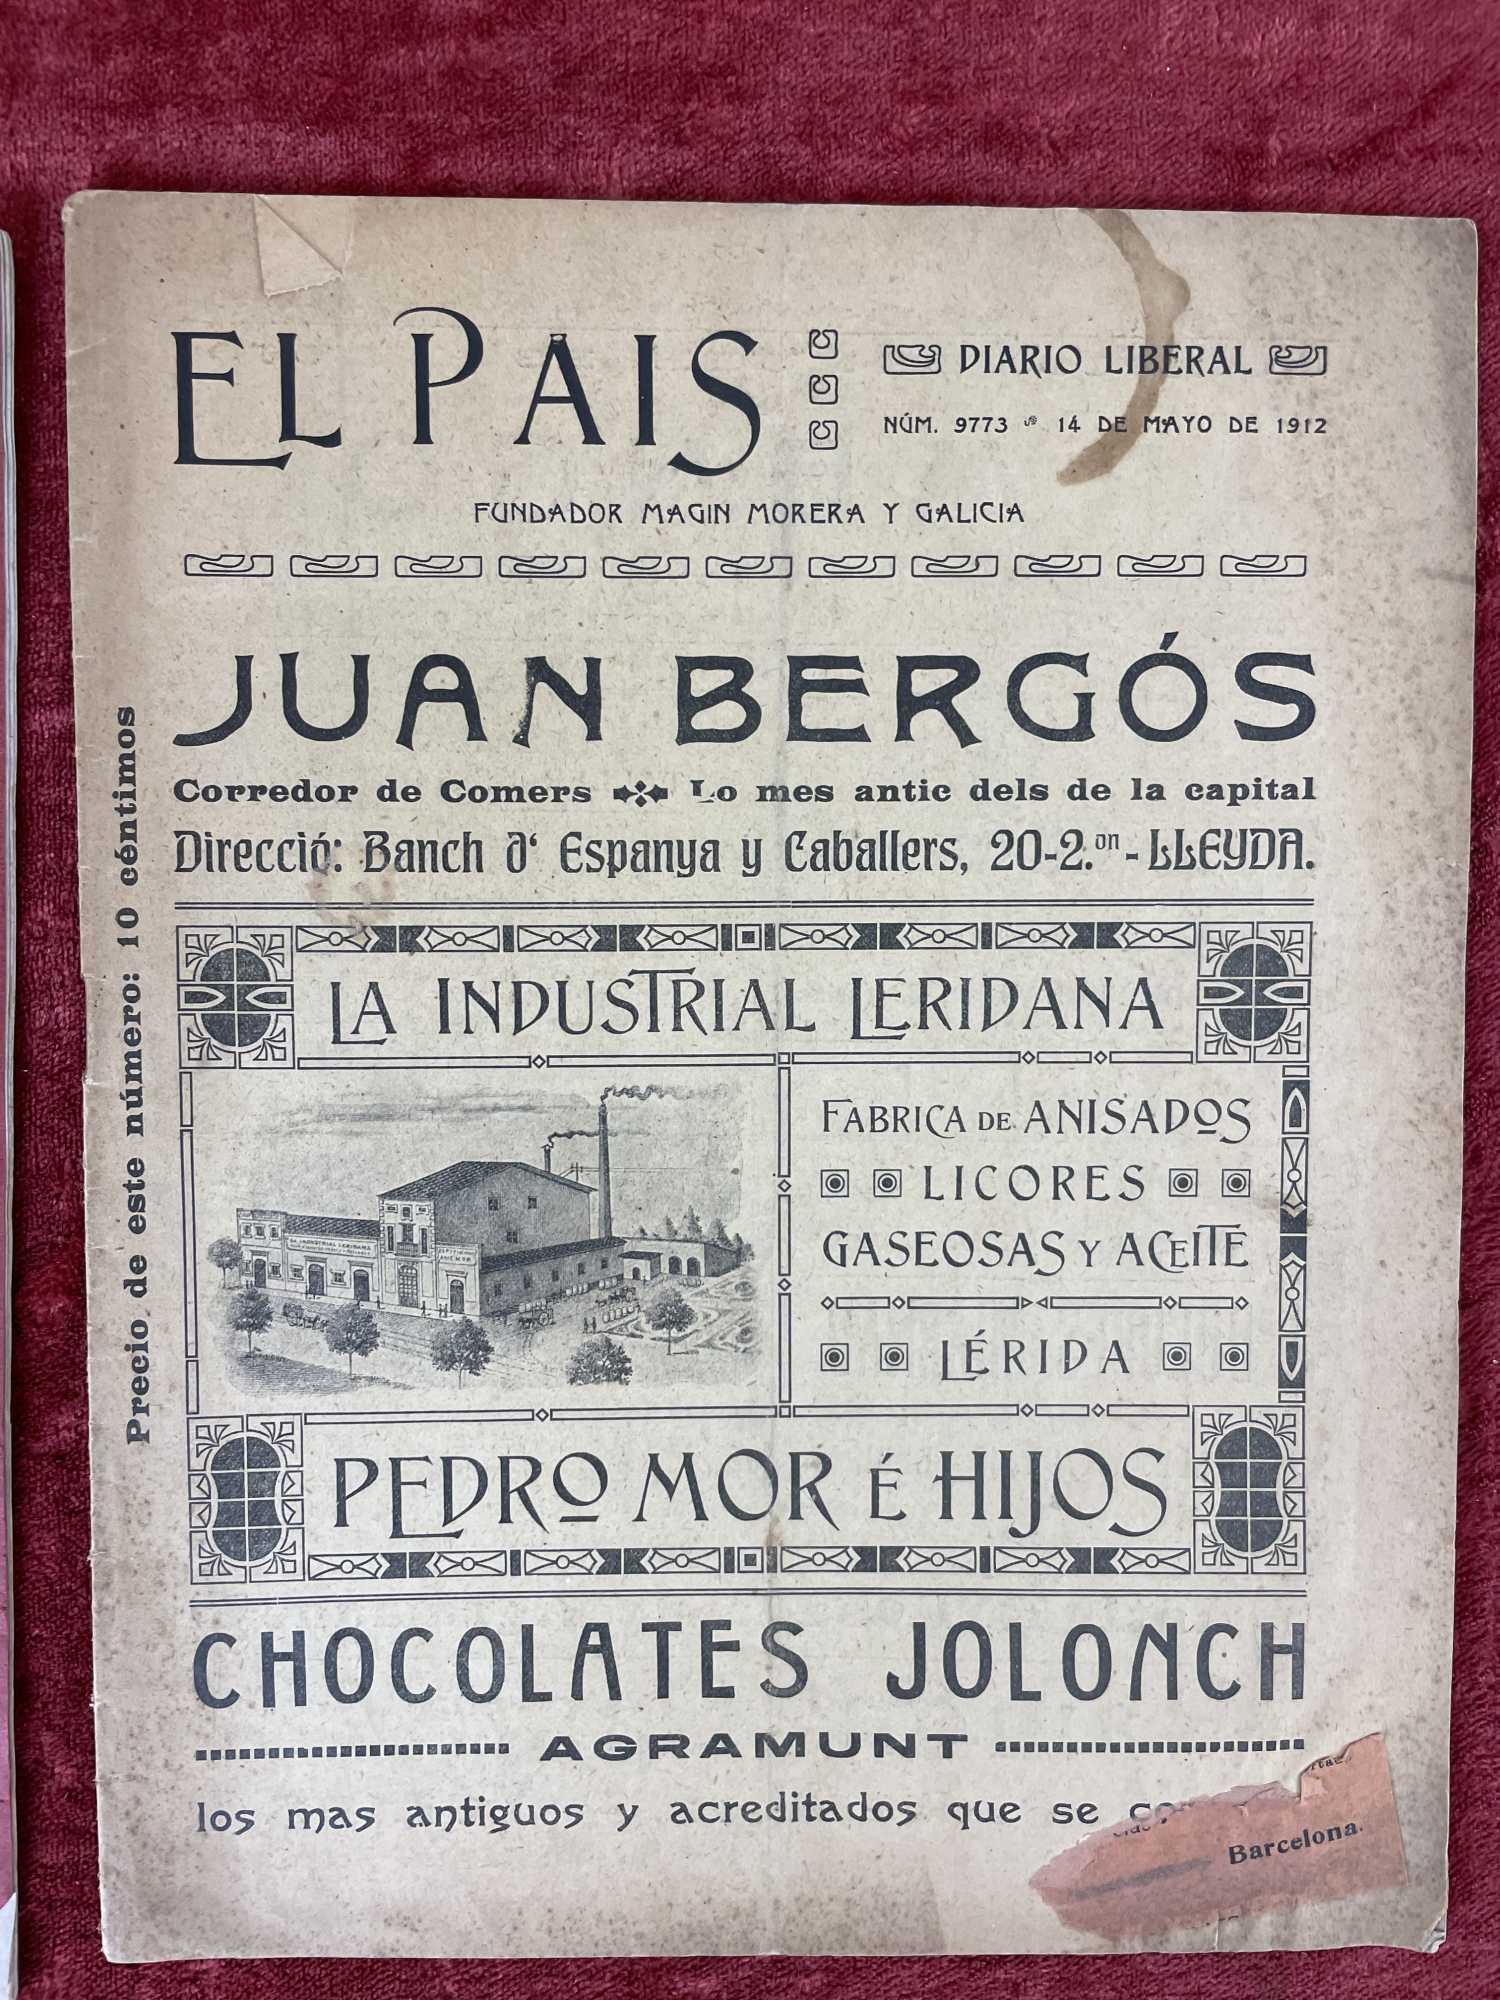 EL PAIS
DIARIO LIBERAL
NÚM. 9773 14 DE MAYO DE 1912
FUNDADOR MAGIN MORERA Y GALICIA
JUAN BERGÓS
Corredor de Comers Lo mes antic dels de la capital
Direcció: Banch d' Espanya y Caballers, 20-2.on - LLEYDA.
Precio de este número: 10 céntimos
LA INDUSTRIAL LERIDANA
LA INDUSTRIAL LERIDANA
FABRICA DE ANISADOS
LICORES
GASEOSAS Y ACEITE
LÉRIDA
PEDRO MOR É HIJOS
CHOCOLATES JOLONCH
AGRAMUNT
los mas antiguos y acreditados que se
Barcelona.